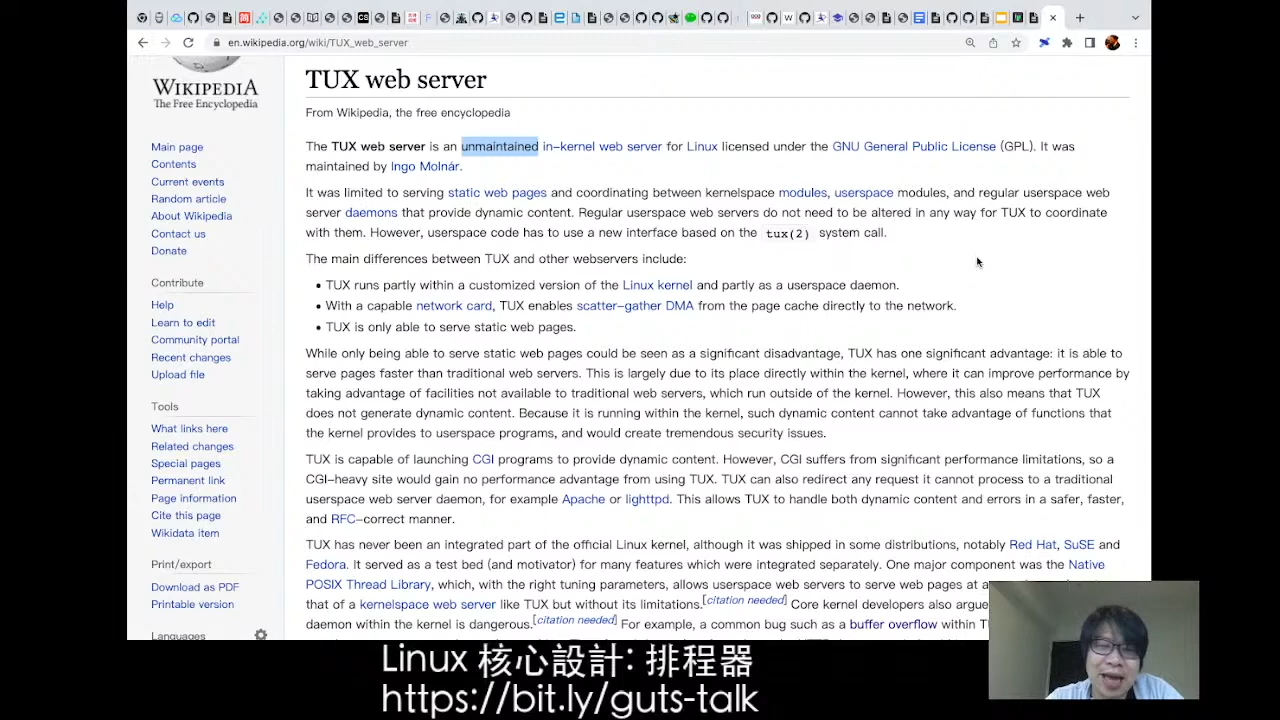 en.wikipedia.org/wiki/TUX_web_server
WIKIPEDIA
The Free Encyclopedia
Main page
Contents
Current events
Random article
About Wikipedia
Contact us
Donate
Contribute
Help
Learn to edit
Community portal
Recent changes
Upload file
Tools
What links here
Related changes
Special pages
Permanent link
Page information
Cite this page
Wikidata item
Print/export
Download as PDF
Printable version
Languages
TUX web server
From Wikipedia, the free encyclopedia
The TUX web server is an unmaintained in-kernel web server for Linux licensed under the GNU General Public License (GPL). It was
maintained by Ingo Molnár.
It was limited to serving static web pages and coordinating between kernelspace modules, userspace modules, and regular userspace web
server daemons that provide dynamic content. Regular userspace web servers do not need to be altered in any way for TUX to coordinate
with them. However, userspace code has to use a new interface based on the tux(2) system call.
The main differences between TUX and other webservers include:
• TUX runs partly within a customized version of the Linux kernel and partly as a userspace daemon.
• With a capable network card, TUX enables scatter-gather DMA from the page cache directly to the network.
• TUX is only able to serve static web pages.
While only being able to serve static web pages could be seen as a significant disadvantage, TUX has one significant advantage: it is able to
serve pages faster than traditional web servers. This is largely due to its place directly within the kernel, where it can improve performance by
taking advantage of facilities not available to traditional web servers, which run outside of the kernel. However, this also means that TUX
does not generate dynamic content. Because it is running within the kernel, such dynamic content cannot take advantage of functions that
the kernel provides to userspace programs, and would create tremendous security issues.
TUX is capable of launching CGI programs to provide dynamic content. However, CGI suffers from significant performance limitations, so a
CGI-heavy site would gain no performance advantage from using TUX. TUX can also redirect any request it cannot process to a traditional
userspace web server daemon, for example Apache or lighttpd. This allows TUX to handle both dynamic content and errors in a safer, faster,
and RFC-correct manner.
TUX has never been an integrated part of the official Linux kernel, although it was shipped in some distributions, notably Red Hat, SuSE and
Fedora. It served as a test bed (and motivator) for many features which were integrated separately. One major component was the Native
POSIX Thread Library, which, with the right tuning parameters, allows userspace web servers to serve web pages at a
that of a kernelspace web server like TUX but without its limitations.[citation needed] Core kernel developers also argue
daemon within the kernel is dangerous.[citation needed] For example, a common bug such as a buffer overflow within T
Linux 核心設計: 排程器
https://bit.ly/guts-talk